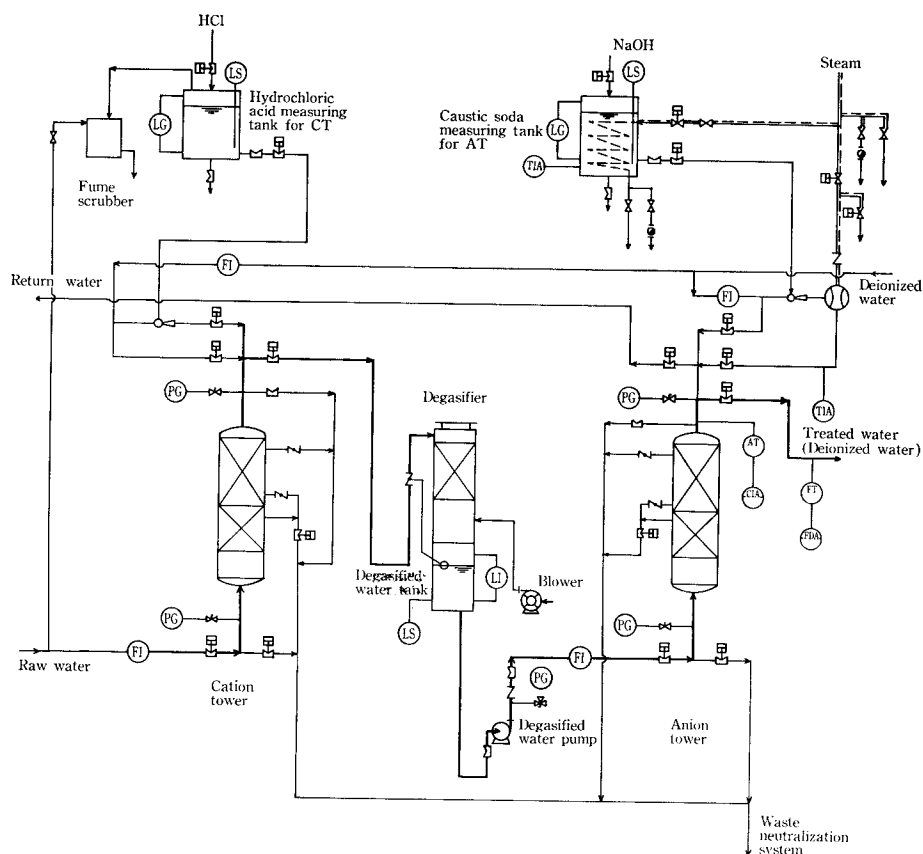 HCl
NaOH
Steam
LS
LS
Hydrochloric
acid measuring
tank for CT
Caustic soda
measuring tank
for AT
LG
LG
TIA
Fume
scrubber
FI
Return water
Deionized
water
FI
PG
Degasifier
PG
TIA
Treated water
(Deionized water)
AT
FT
Degasified
water tank
LI
Blower
PG
LS
PG
Raw water
FI
FI
PG
Cation
tower
Degasified
water pump
Anion
tower
Waste
neutralization
system